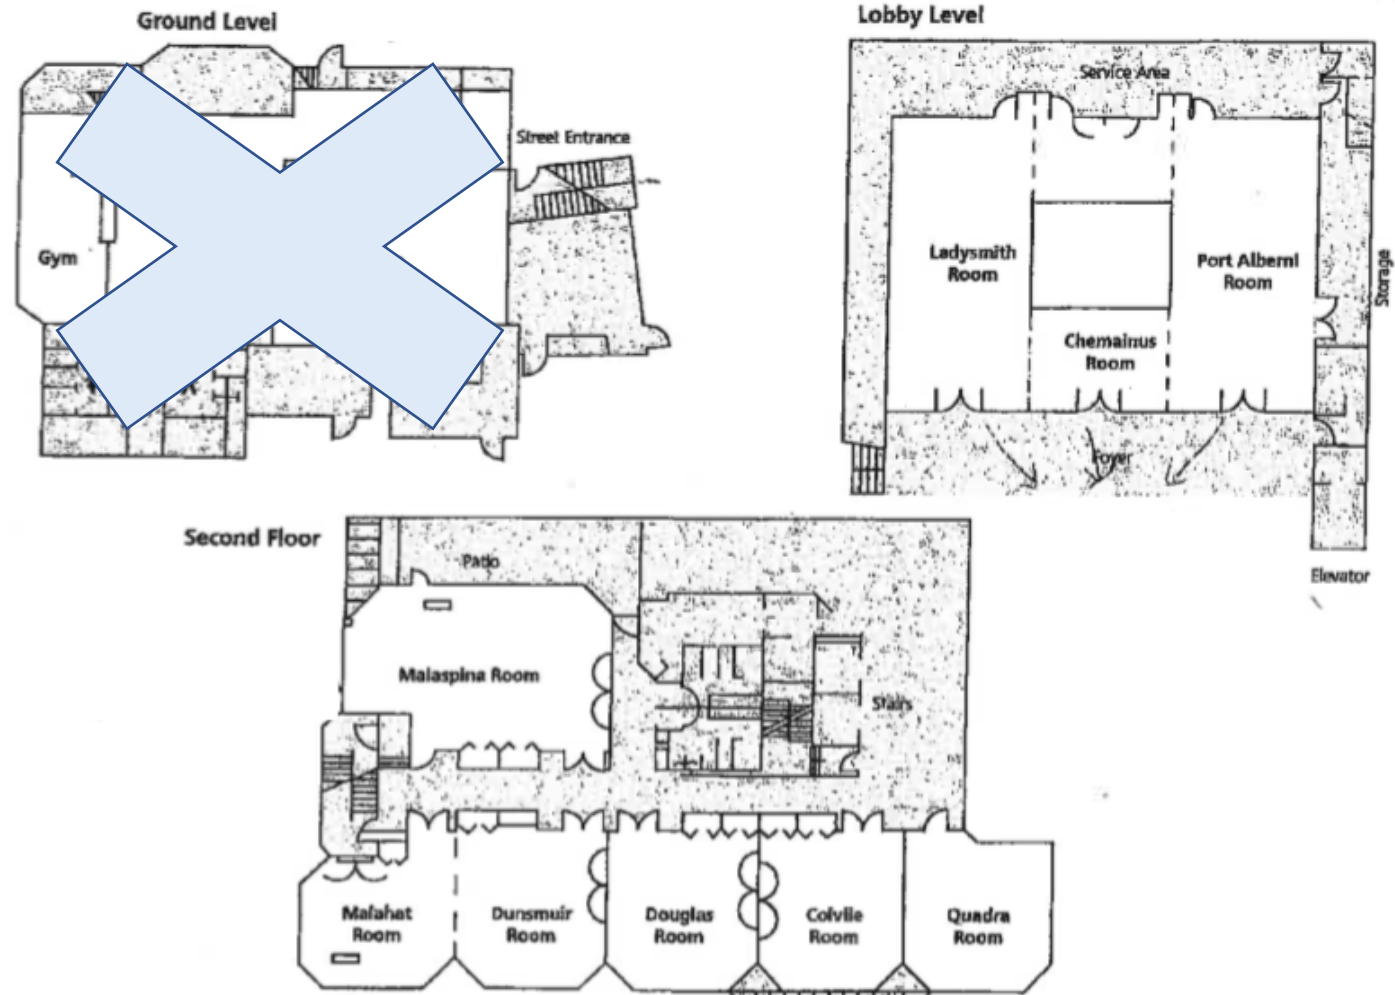 Ground Level
Street Entrance
Gym
Lobby Level
Service Area
Ladysmith
Room
Port Alberni
Room
Chemainus
Room
Storage
Foyer
Elevator
Second Floor
Patio
Malaspina Room
Stairs
Malahat
Room
Dunsmuir
Room
Douglas
Room
Colvile
Room
Quadra
Room